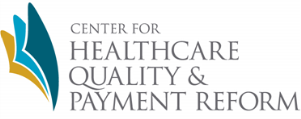 CENTER FOR
HEALTHCARE
QUALITY &
PAYMENT REFORM